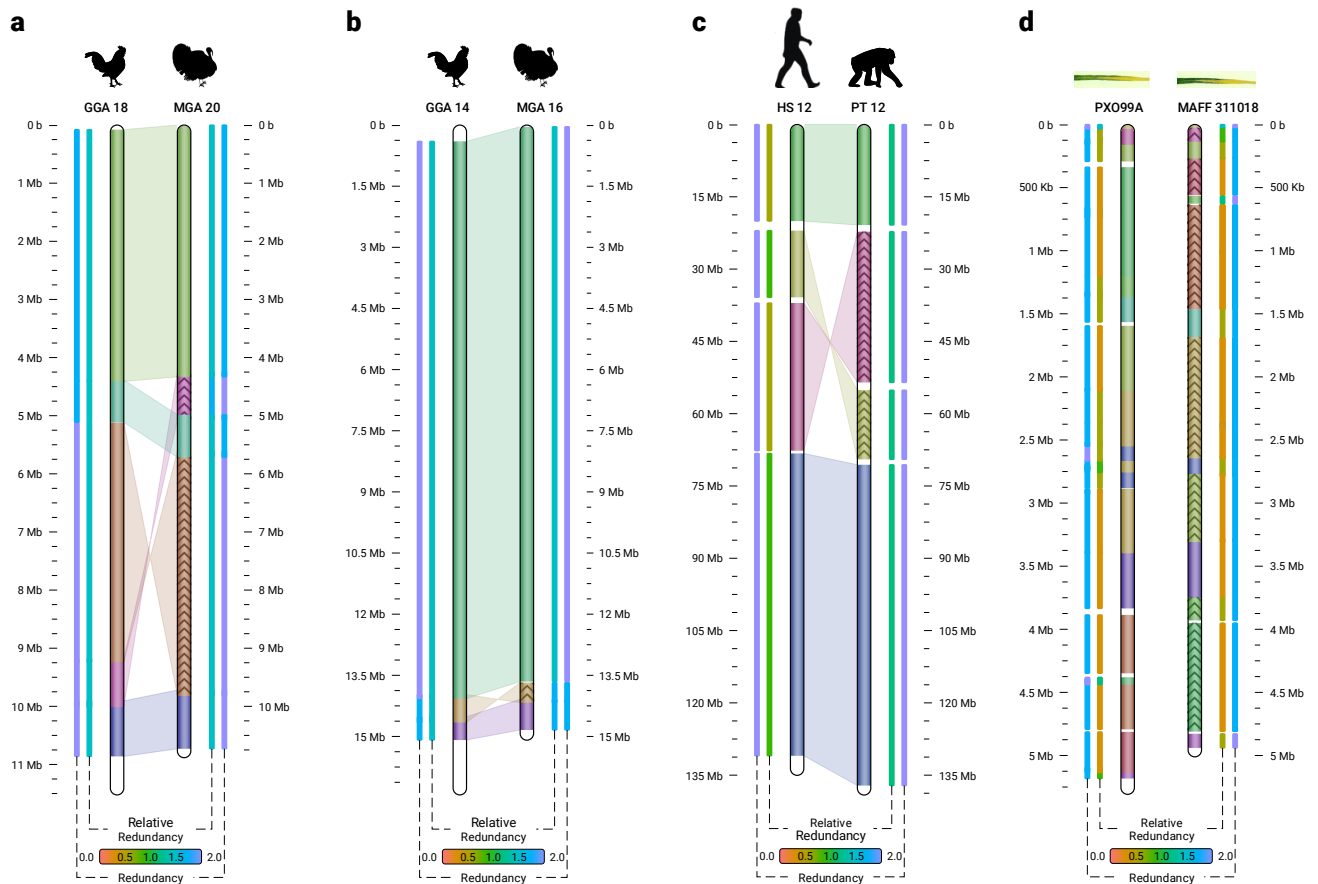 a
b
c
d
GGA 18
MGA 20
GGA 14
MGA 16
HS 12
PT 12
PXO99A
MAFF 311018
0 b
1 Mb
2 Mb
3 Mb
4 Mb
5 Mb
6 Mb
7 Mb
8 Mb
9 Mb
10 Mb
11 Mb
0 b
1 Mb
2 Mb
3 Mb
4 Mb
5 Mb
6 Mb
7 Mb
8 Mb
9 Mb
10 Mb
Relative
Redundancy
0.0 0.5 1.0 1.5 2.0
0 b
1.5 Mb
3 Mb
4.5 Mb
6 Mb
7.5 Mb
9 Mb
10.5 Mb
12 Mb
13.5 Mb
15 Mb
0 b
1.5 Mb
3 Mb
4.5 Mb
6 Mb
7.5 Mb
9 Mb
10.5 Mb
12 Mb
13.5 Mb
15 Mb
Relative
Redundancy
0.0 0.5 1.0 1.5 2.0
0 b
15 Mb
30 Mb
45 Mb
60 Mb
75 Mb
90 Mb
105 Mb
120 Mb
135 Mb
0 b
15 Mb
30 Mb
45 Mb
60 Mb
75 Mb
90 Mb
105 Mb
120 Mb
135 Mb
Relative
Redundancy
0.0 0.5 1.0 1.5 2.0
0 b
500 Kb
1 Mb
1.5 Mb
2 Mb
2.5 Mb
3 Mb
3.5 Mb
4 Mb
4.5 Mb
5 Mb
0 b
500 Kb
1 Mb
1.5 Mb
2 Mb
2.5 Mb
3 Mb
3.5 Mb
4 Mb
4.5 Mb
5 Mb
Relative
Redundancy
0.0 0.5 1.0 1.5 2.0